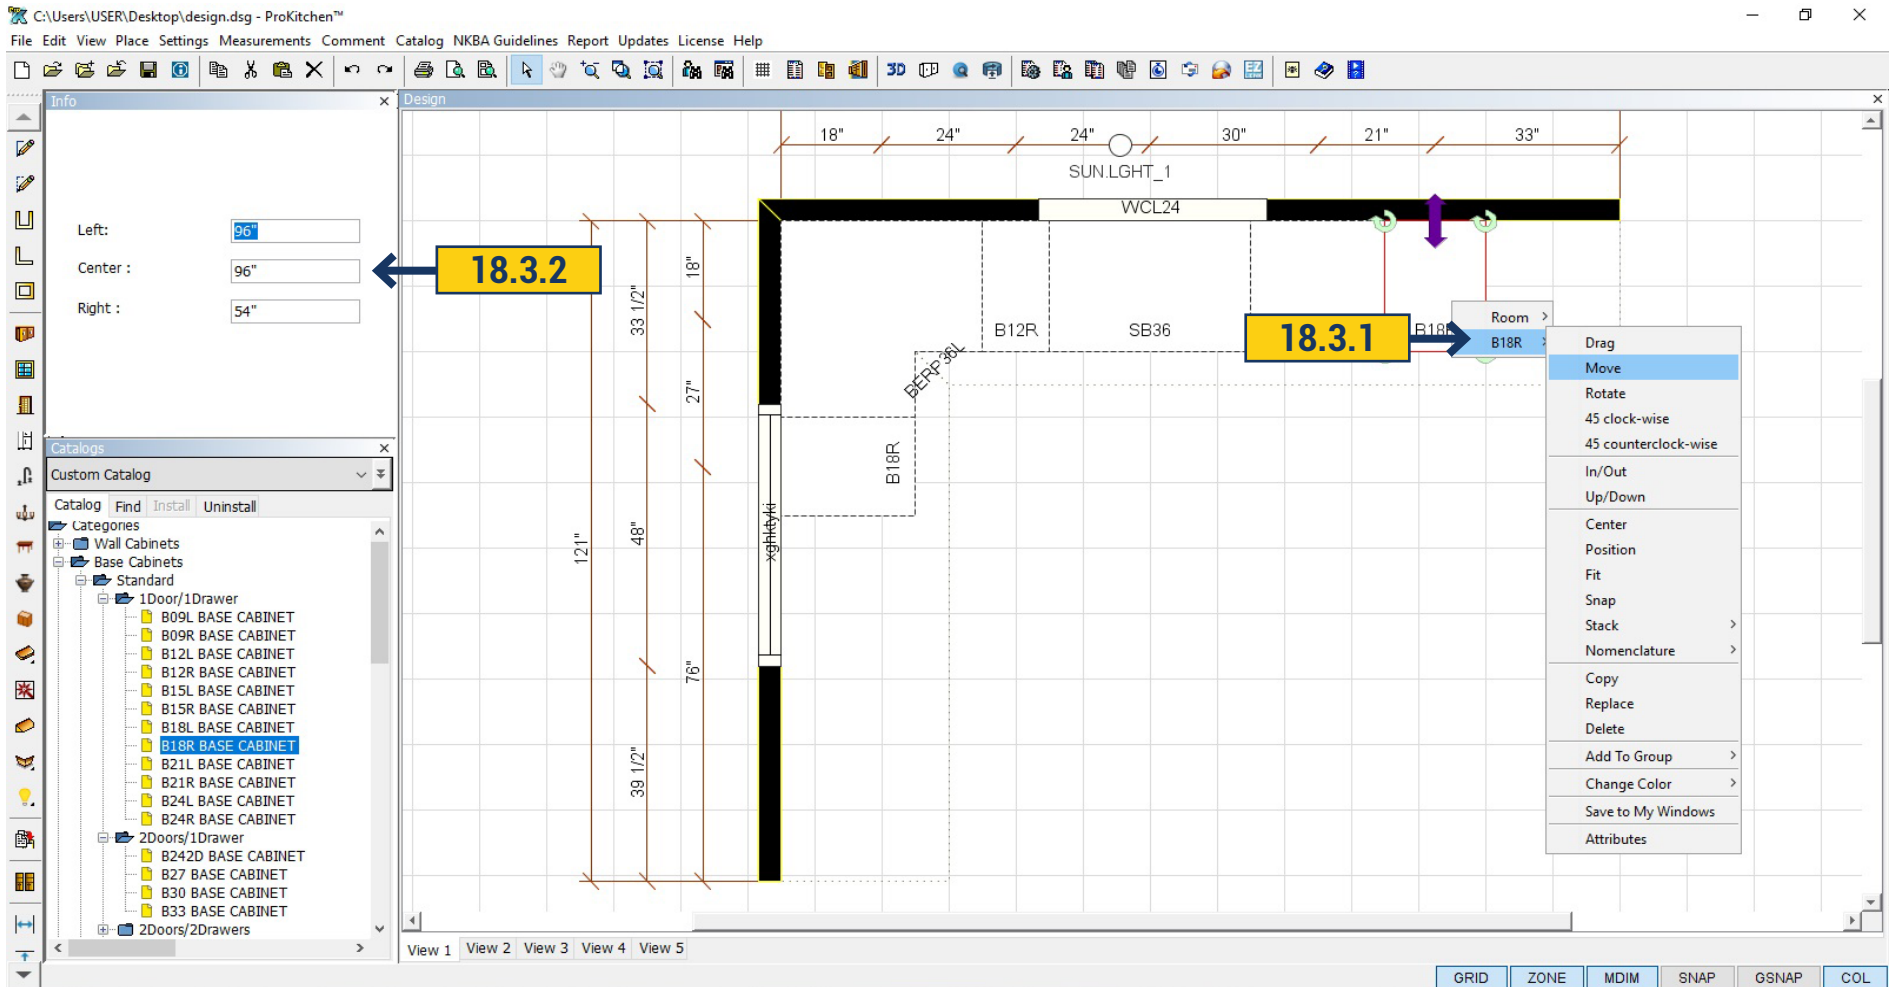 C:\Users\USER\Desktop\design.dsg - ProKitchen™
File Edit View Place Settings Measurements Comment Catalog NKBA Guidelines Report Updates License Help
3D
EZ
Info
Left:
96"
Center :
96"
Right :
54"
18.3.2
Catalogs
Custom Catalog
Catalog Find Install Uninstall
Categories
Wall Cabinets
Base Cabinets
Standard
1Door/1Drawer
B09L BASE CABINET
B09R BASE CABINET
B12L BASE CABINET
B12R BASE CABINET
B15L BASE CABINET
B15R BASE CABINET
B18L BASE CABINET
B18R BASE CABINET
B21L BASE CABINET
B21R BASE CABINET
B24L BASE CABINET
B24R BASE CABINET
2Doors/1Drawer
B242D BASE CABINET
B27 BASE CABINET
B30 BASE CABINET
B33 BASE CABINET
2Doors/2Drawers
Design
18" 24" 24" 30" 21" 33"
SUN.LGHT_1
WCL24
18"
33 1/2"
27"
48"
121"
76"
39 1/2"
xghktyki
B12R
SB36
BERP36L
B18R
18.3.1
Room
B18R
Drag
Move
Rotate
45 clock-wise
45 counterclock-wise
In/Out
Up/Down
Center
Position
Fit
Snap
Stack
Nomenclature
Copy
Replace
Delete
Add To Group
Change Color
Save to My Windows
Attributes
View 1 View 2 View 3 View 4 View 5
GRID ZONE MDIM SNAP GSNAP COL